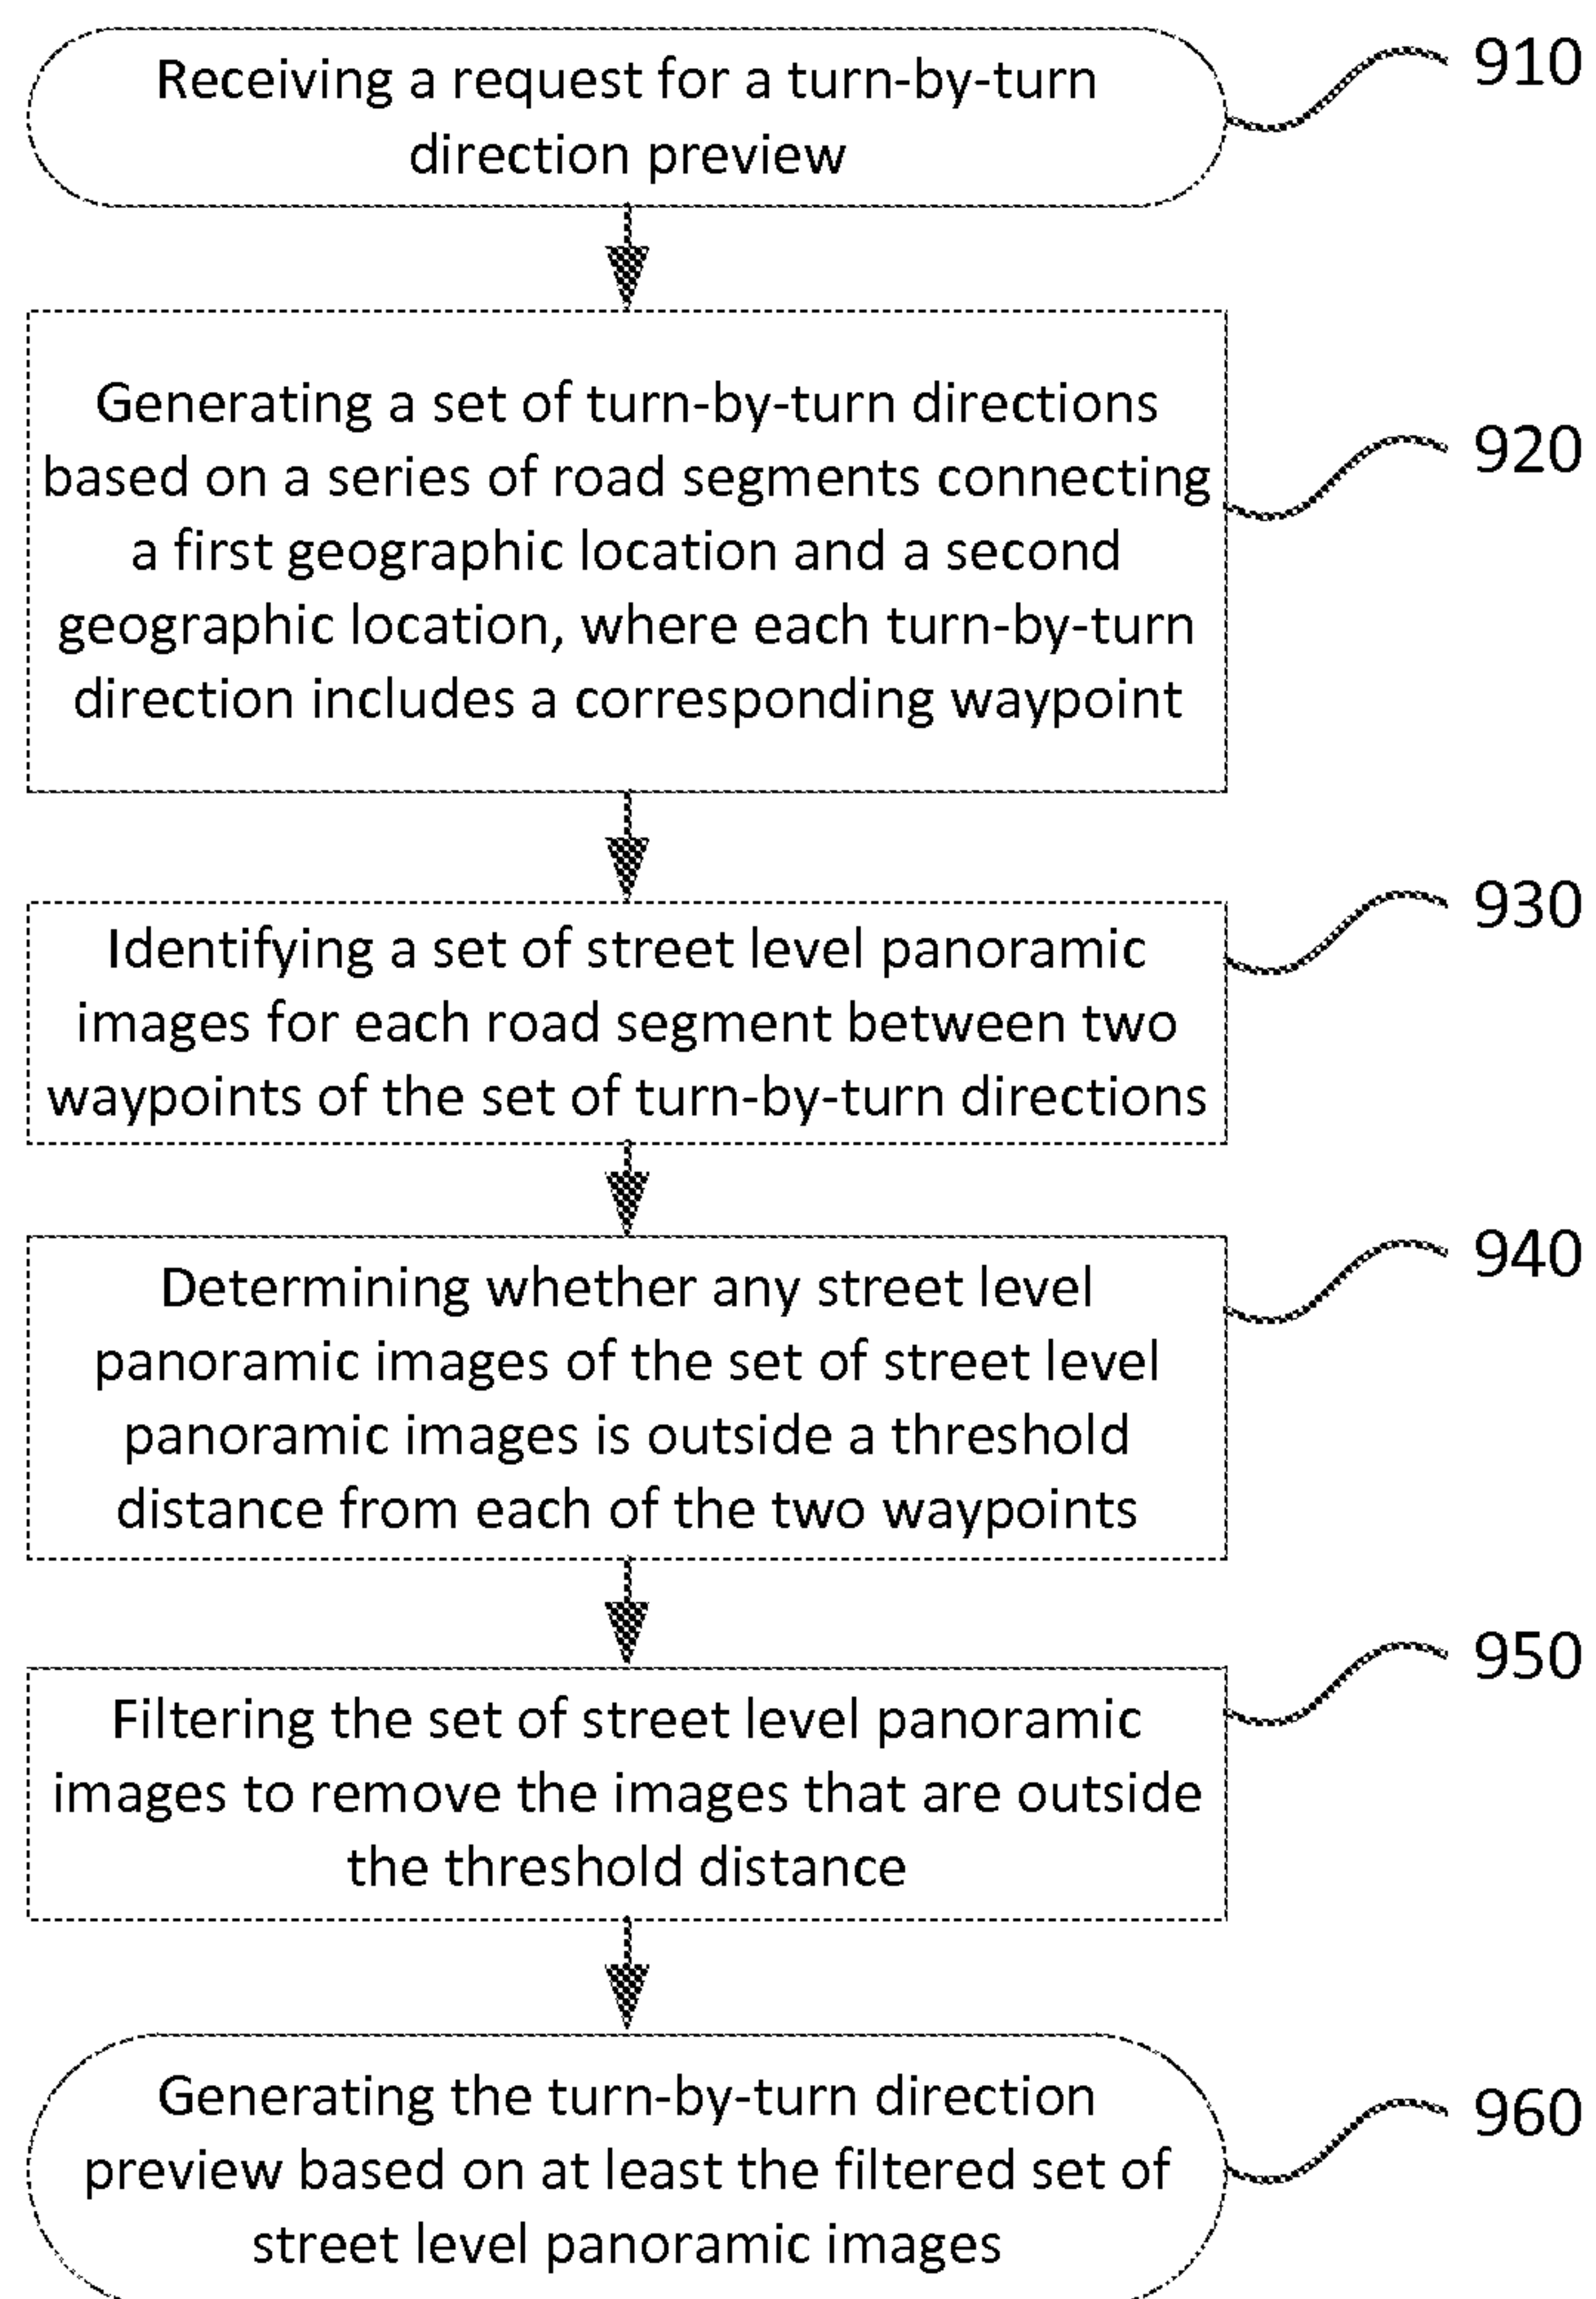 Receiving a request for a turn-by-turn
direction preview
910
Generating a set of turn-by-turn directions
based on a series of road segments connecting
a first geographic location and a second
geographic location, where each turn-by-turn
direction includes a corresponding waypoint
920
Identifying a set of street level panoramic
images for each road segment between two
waypoints of the set of turn-by-turn directions
930
Determining whether any street level
panoramic images of the set of street level
panoramic images is outside a threshold
distance from each of the two waypoints
940
Filtering the set of street level panoramic
images to remove the images that are outside
the threshold distance
950
Generating the turn-by-turn direction
preview based on at least the filtered set of
street level panoramic images
960